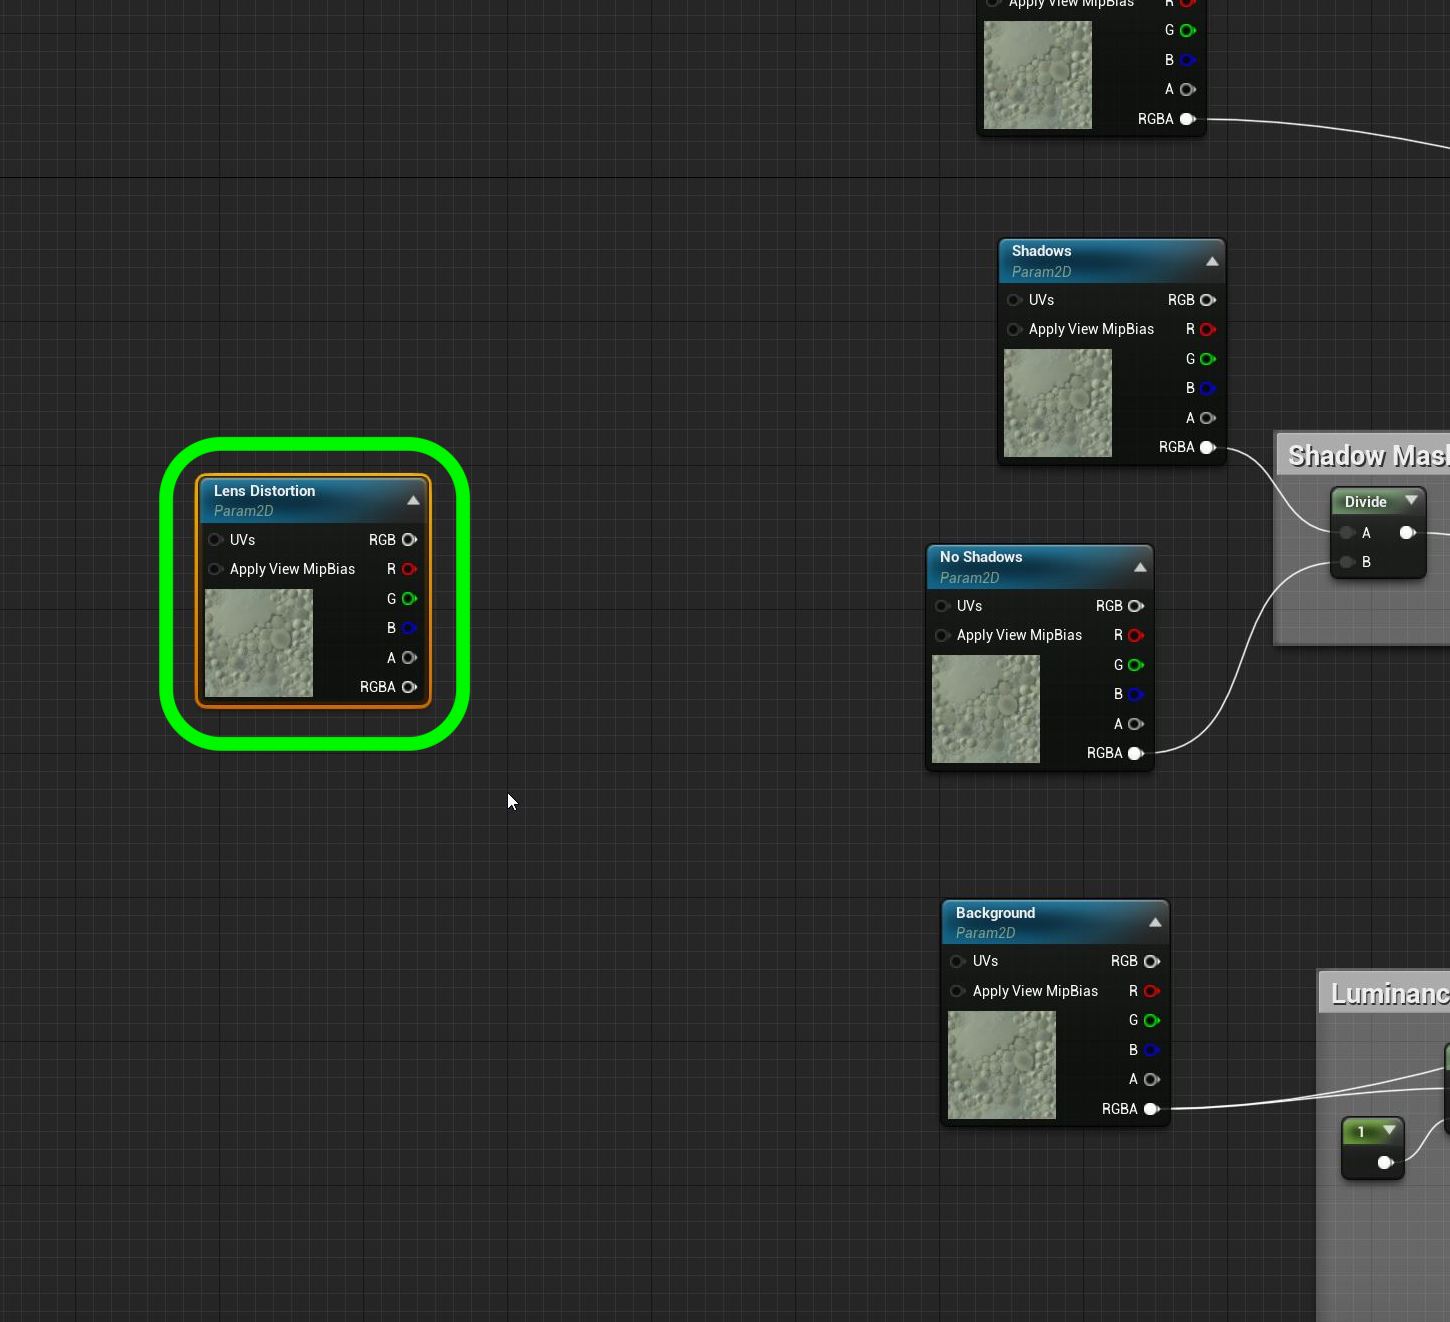 Apply View MipBias R
G
B
A
RGBA
Shadows
Param2D
UVs RGB
Apply View MipBias R
G
B
A
RGBA
Shadow Mas
Divide
A
B
Lens Distortion
Param2D
UVs RGB
Apply View MipBias R
G
B
A
RGBA
No Shadows
Param2D
UVs RGB
Apply View MipBias R
G
B
A
RGBA
Background
Param2D
UVs RGB
Apply View MipBias R
G
B
A
RGBA
Luminanc
1